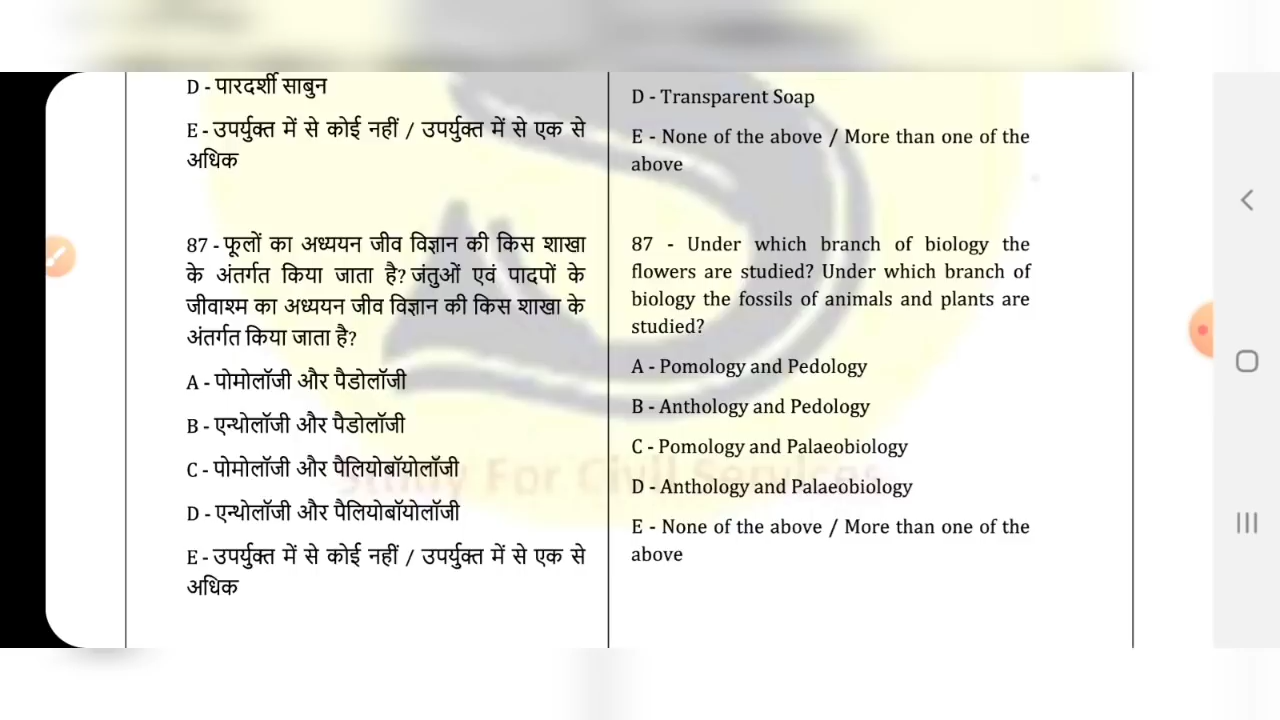 D - पारदर्शी साबुन
E - उपर्युक्त में से कोई नहीं / उपर्युक्त में से एक से
अधिक
87 - फूलों का अध्ययन जीव विज्ञान की किस शाखा
के अंतर्गत किया जाता है? जंतुओं एवं पादपों के
जीवाश्म का अध्ययन जीव विज्ञान की किस शाखा के
अंतर्गत किया जाता है?
A - पोमोलॉजी और पैडोलॉजी
B - एन्थोलॉजी और पैडोलॉजी
C - पोमोलॉजी और पैलियोबॉयोलॉजी
D - एन्थोलॉजी और पैलियोबॉयोलॉजी
E - उपर्युक्त में से कोई नहीं / उपर्युक्त में से एक से
अधिक
D - Transparent Soap
E - None of the above / More than one of the
above
87 - Under which branch of biology the
flowers are studied? Under which branch of
biology the fossils of animals and plants are
studied?
A - Pomology and Pedology
B - Anthology and Pedology
C - Pomology and Palaeobiology
D - Anthology and Palaeobiology
E - None of the above / More than one of the
above
Study For Civil Services